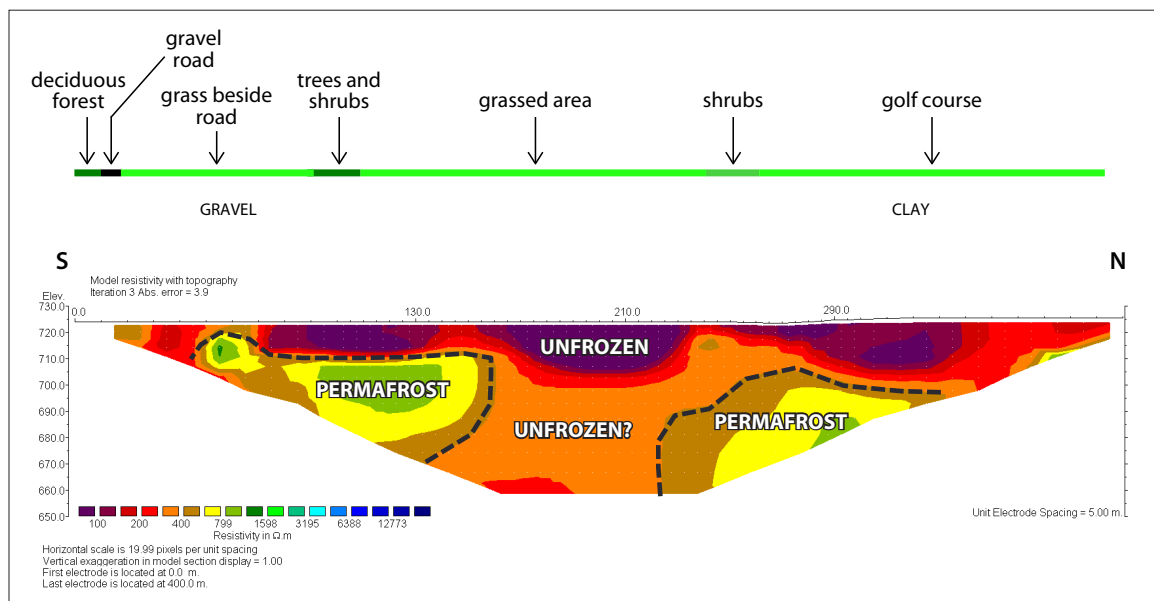 gravel
road
deciduous
forest
grass beside
road
trees and
shrubs
grassed area
shrubs
golf course
GRAVEL
CLAY
S
N
Model resistivity with topography
Iteration 3 Abs. error = 3.9
Elev.
0.0 130.0 210.0 290.0
730.0
720.0
710.0
700.0
690.0
680.0
670.0
660.0
650.0
UNFROZEN
PERMAFROST
UNFROZEN?
PERMAFROST
100 200 400 799 1598 3195 6388 12773
Resistivity in Ω.m
Unit Electrode Spacing = 5.00 m.
Horizontal scale is 19.99 pixels per unit spacing
Vertical exaggeration in model section display = 1.00
First electrode is located at 0.0 m.
Last electrode is located at 400.0 m.